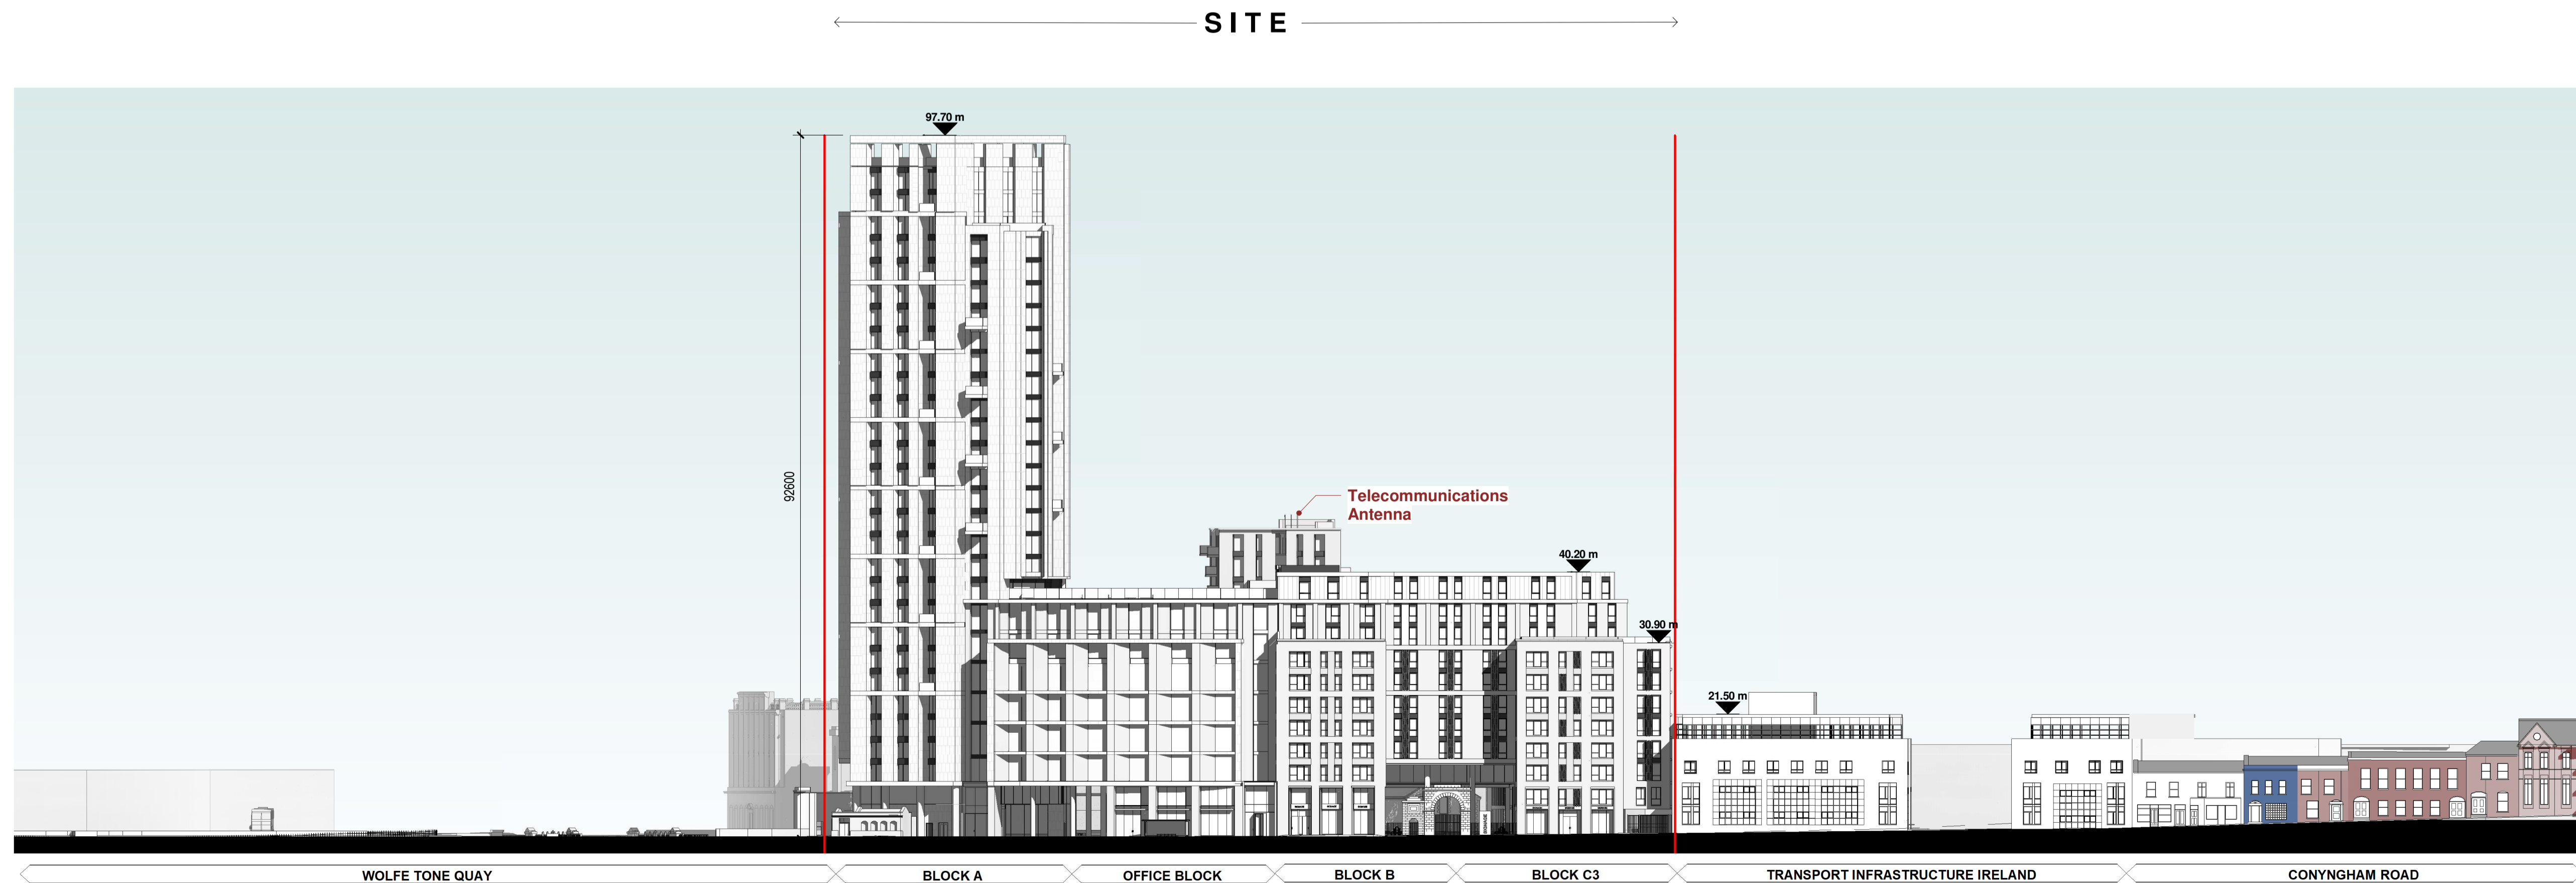 SITE
97.70 m
92600
Telecommunications
Antenna
40.20 m
30.90 m
21.50 m
SIGNAGE
WOLFE TONE QUAY
BLOCK A
OFFICE BLOCK
BLOCK B
BLOCK C3
TRANSPORT INFRASTRUCTURE IRELAND
CONYNGHAM ROAD